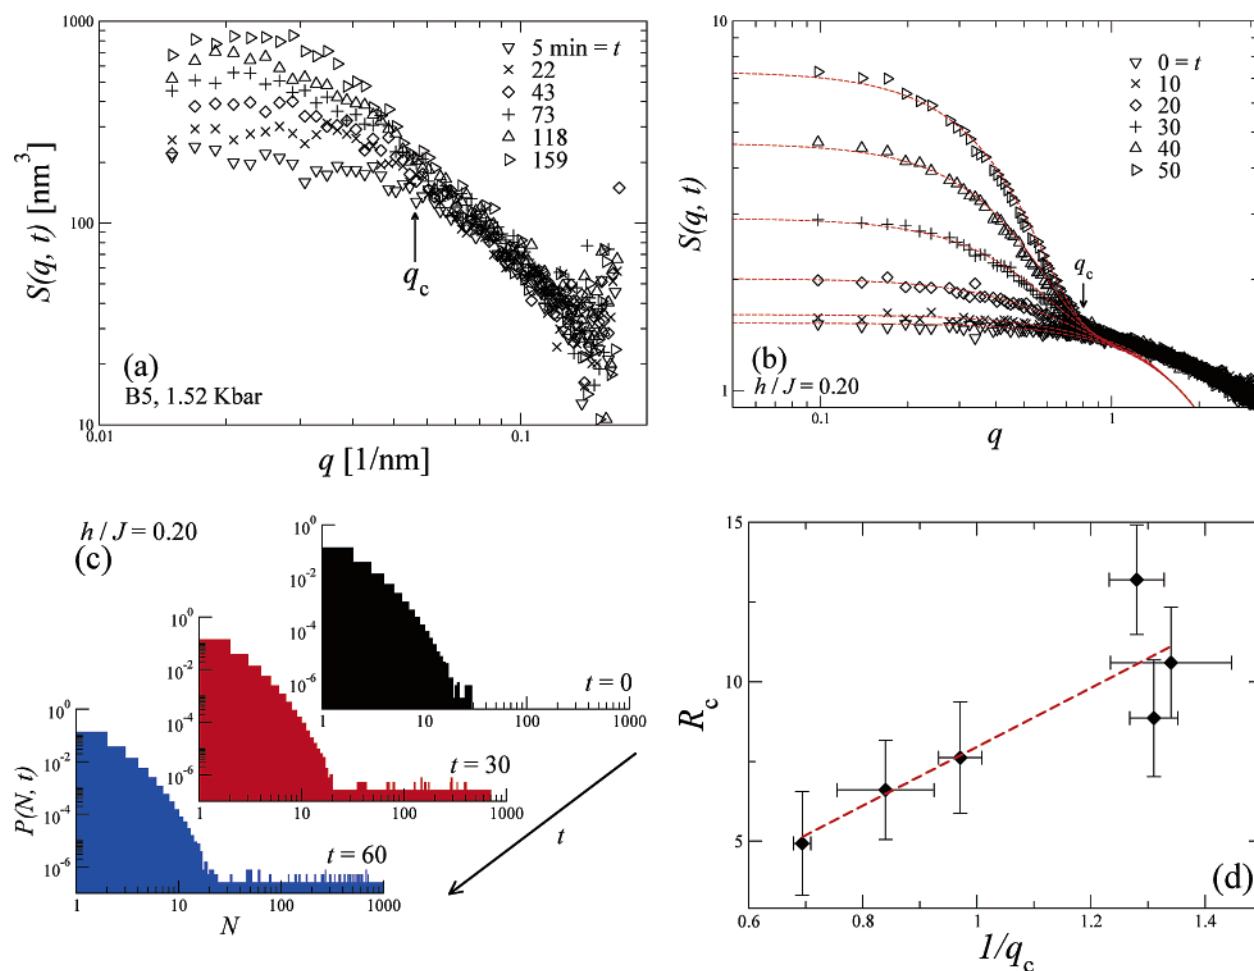 1000
100
10
S(q, t) [nm³]
5 min = t
22
43
73
118
159
q_c
(a)
B5, 1.52 Kbar
0.01
0.1
q [1/nm]
10
1
S(q, t)
0 = t
10
20
30
40
50
q_c
(b)
h / J = 0.20
0.1
1
q
h / J = 0.20
(c)
10⁰
10⁻²
10⁻⁴
10⁻⁶
t = 0
1
10
100
1000
10⁰
10⁻²
10⁻⁴
10⁻⁶
t = 30
1
10
100
1000
10⁰
10⁻²
10⁻⁴
10⁻⁶
P(N, t)
t = 60
1
10
100
1000
N
t
15
10
5
R_c
(d)
0.6
0.8
1
1.2
1.4
1/q_c